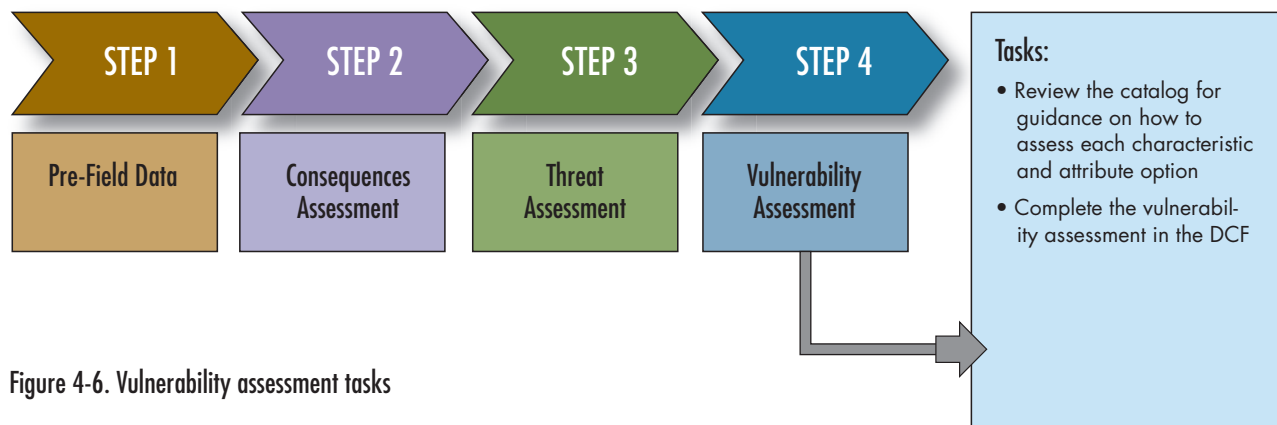 STEP 1
STEP 2
STEP 3
STEP 4
Pre-Field Data
Consequences
Assessment
Threat
Assessment
Vulnerability
Assessment
Tasks:
• Review the catalog for
guidance on how to
assess each characteristic
and attribute option
• Complete the vulnerabil-
ity assessment in the DCF
Figure 4-6. Vulnerability assessment tasks